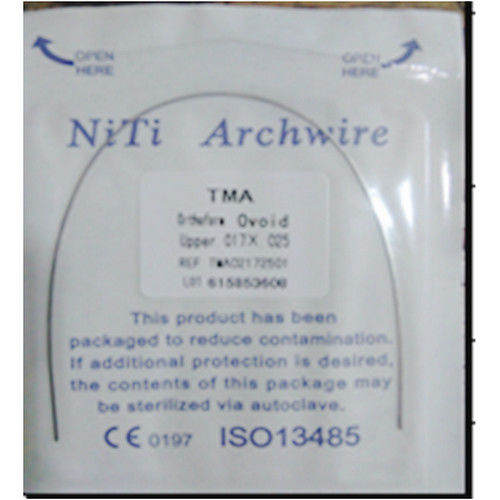 OPEN HERE
OPEN HERE
NiTi Archwire
TMA
Orthoform Ovoid
Upper 017X 025
REF TMA02172501
LOT 615853608
This product has been
packaged to reduce contamination.
If additional protection is desired,
the contents of this package may
be sterilized via autoclave.
CE 0197 ISO13485